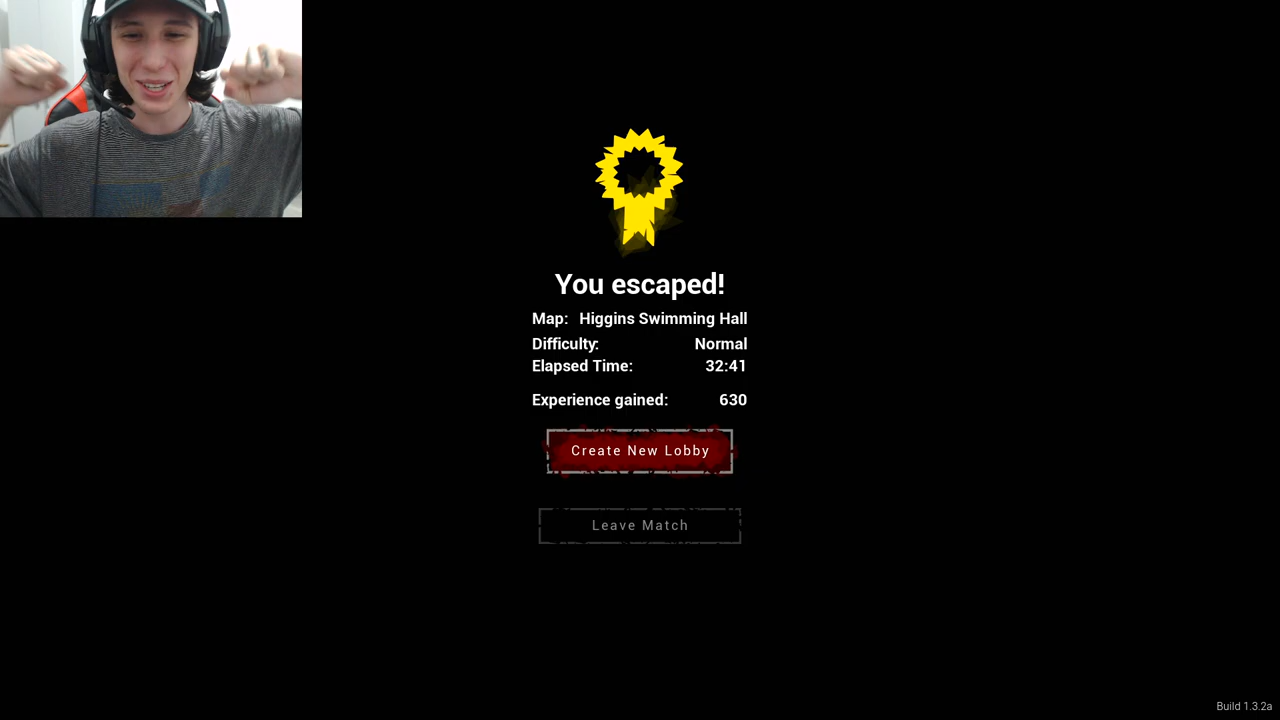 You escaped!
Map: Higgins Swimming Hall
Difficulty: Normal
Elapsed Time: 32:41
Experience gained: 630
Create New Lobby
Leave Match
Build 1.3.2a